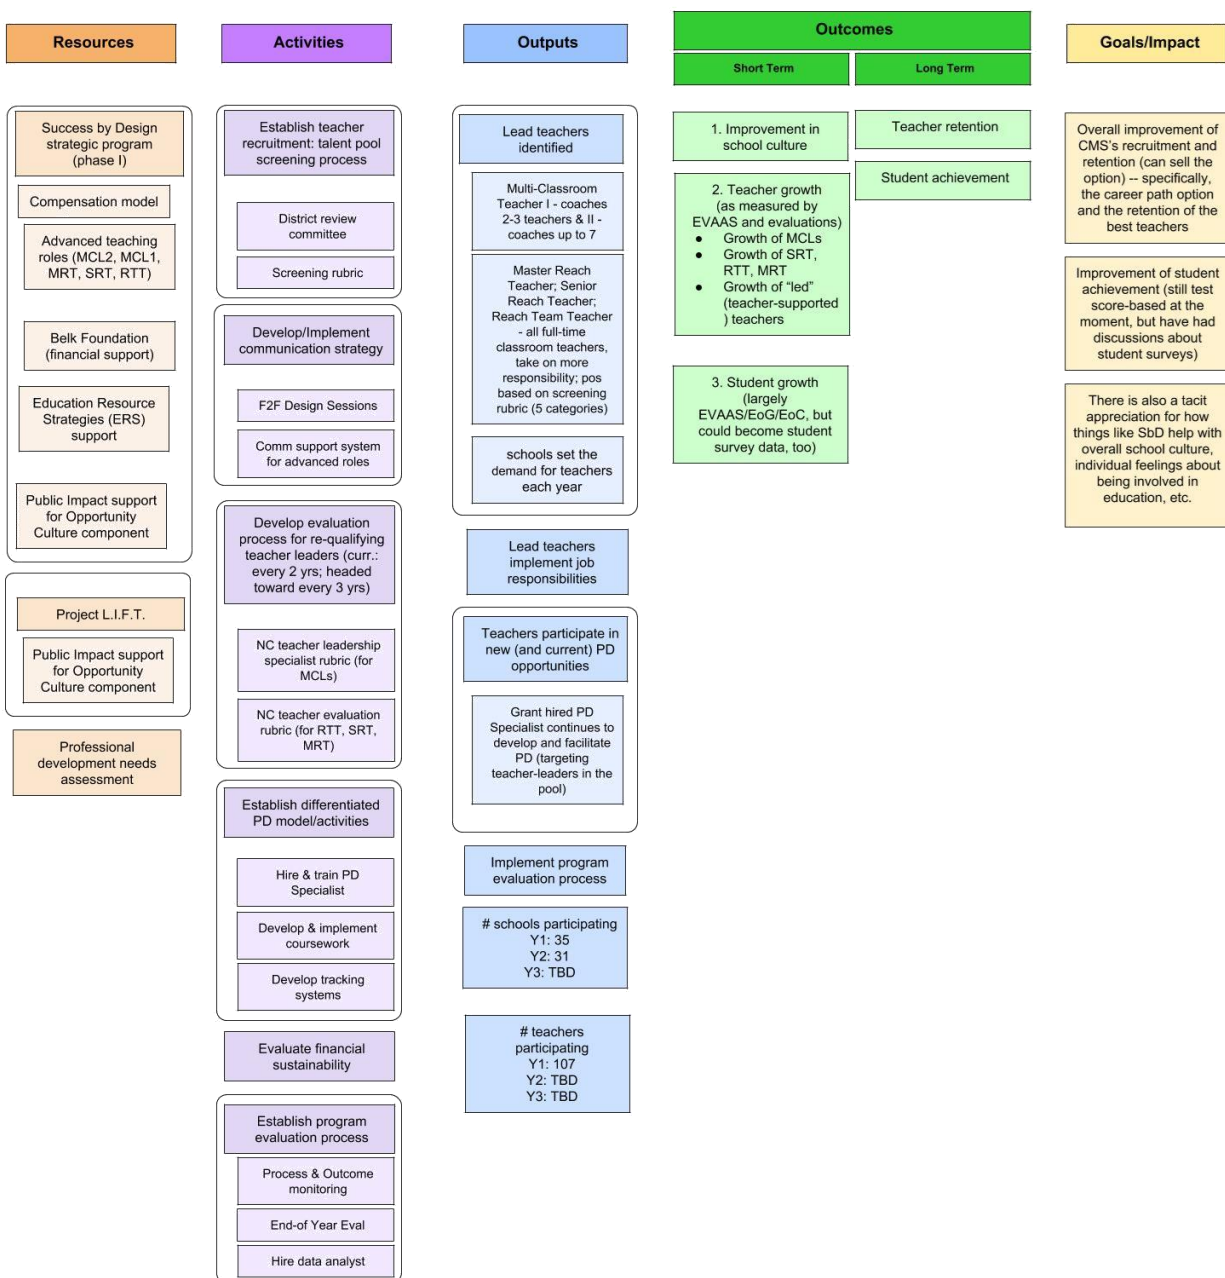 Resources
Success by Design
strategic program
(phase I)
Compensation model
Advanced teaching
roles (MCL2, MCL1,
MRT, SRT, RTT)
Belk Foundation
(financial support)
Education Resource
Strategies (ERS)
support
Public Impact support
for Opportunity
Culture component
Project L.I.F.T.
Public Impact support
for Opportunity
Culture component
Professional
development needs
assessment
Activities
Establish teacher
recruitment: talent pool
screening process
District review
committee
Screening rubric
Develop/Implement
communication strategy
F2F Design Sessions
Comm support system
for advanced roles
Develop evaluation
process for re-qualifying
teacher leaders (curr.:
every 2 yrs; headed
toward every 3 yrs)
NC teacher leadership
specialist rubric (for
MCLs)
NC teacher evaluation
rubric (for RTT, SRT,
MRT)
Establish differentiated
PD model/activities
Hire & train PD
Specialist
Develop & implement
coursework
Develop tracking
systems
Evaluate financial
sustainability
Establish program
evaluation process
Process & Outcome
monitoring
End-of Year Eval
Hire data analyst
Outputs
Lead teachers
identified
Multi-Classroom
Teacher I - coaches
2-3 teachers & II -
coaches up to 7
Master Reach
Teacher; Senior
Reach Teacher;
Reach Team Teacher
- all full-time
classroom teachers,
take on more
responsibility; pos
based on screening
rubric (5 categories)
schools set the
demand for teachers
each year
Lead teachers
implement job
responsibilities
Teachers participate in
new (and current) PD
opportunities
Grant hired PD
Specialist continues to
develop and facilitate
PD (targeting
teacher-leaders in the
pool)
Implement program
evaluation process
# schools participating
Y1: 35
Y2: 31
Y3: TBD
# teachers
participating
Y1: 107
Y2: TBD
Y3: TBD
Outcomes
Short Term
1. Improvement in
school culture
2. Teacher growth
(as measured by
EVAAS and evaluations)
● Growth of MCLs
● Growth of SRT,
RTT, MRT
● Growth of “led”
(teacher-supported
) teachers
3. Student growth
(largely
EVAAS/EoG/EoC, but
could become student
survey data, too)
Long Term
Teacher retention
Student achievement
Goals/Impact
Overall improvement of
CMS's recruitment and
retention (can sell the
option) -- specifically,
the career path option
and the retention of the
best teachers
Improvement of student
achievement (still test
score-based at the
moment, but have had
discussions about
student surveys)
There is also a tacit
appreciation for how
things like SbD help with
overall school culture,
individual feelings about
being involved in
education, etc.